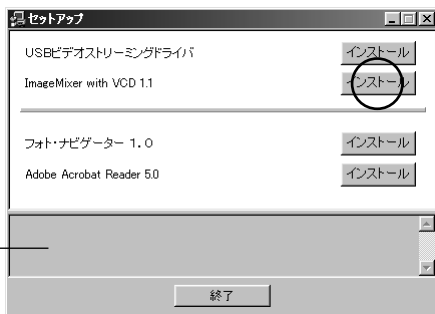 セットアップ
USBビデオストリーミングドライバ インストール
ImageMixer with VCD 1.1 インストール
フォト・ナビゲーター 1.0 インストール
Adobe Acrobat Reader 5.0 インストール
終了